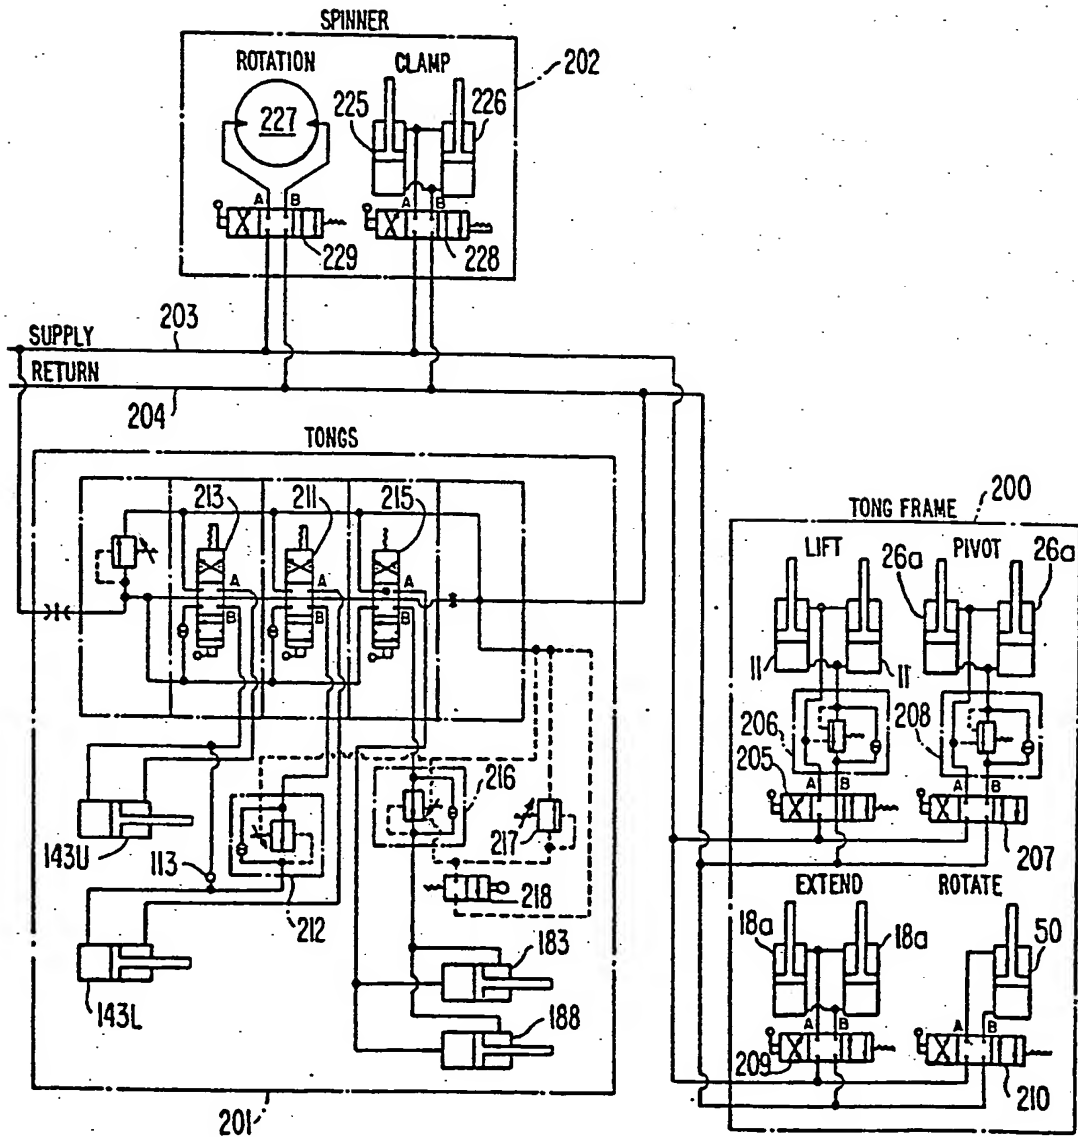 SPINNER
ROTATION CLAMP 202
227 225 226
A B A B
229 228
SUPPLY 203
RETURN
204
TONGS
213 211 215
A A A
B B B
143U 113 212 216 217 218
143L 183
188
201
200
TONG FRAME
LIFT PIVOT
26a 26a
11 11
206 208
205 A B A B
207
EXTEND ROTATE
18a 18a 50
A B A B
209 210